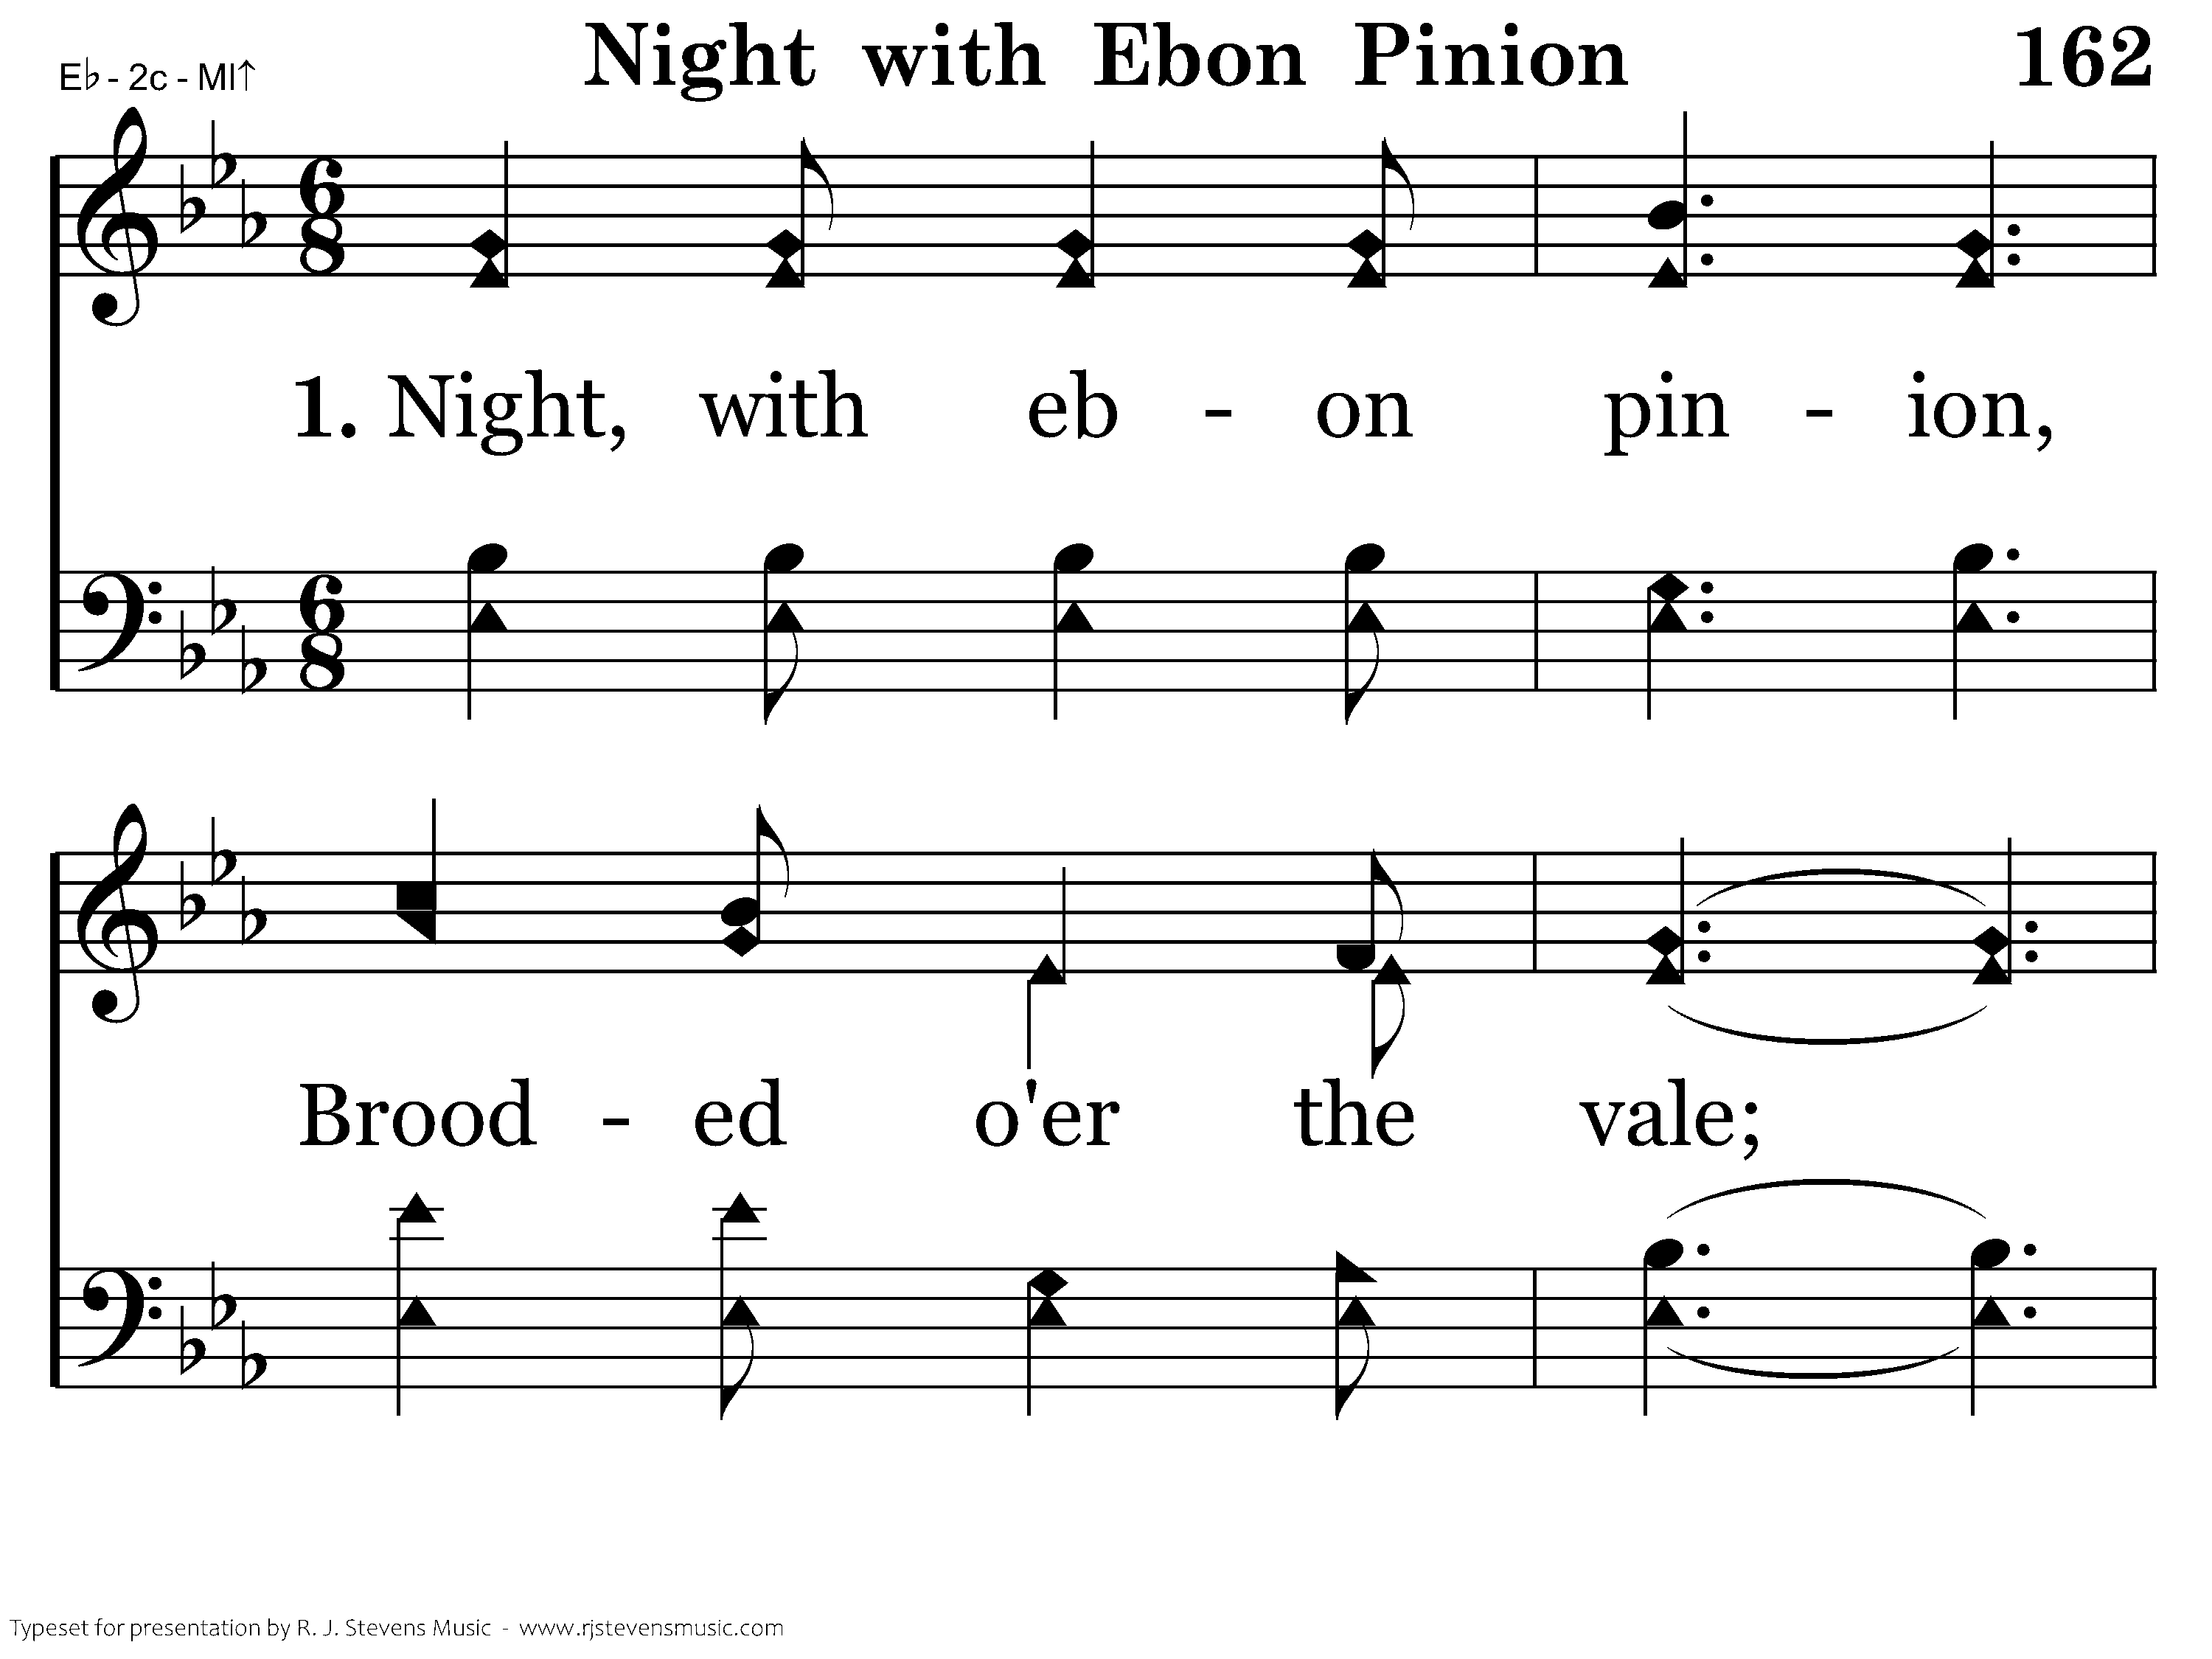 Night with Ebon Pinion
162
E♭ - 2c - MI↑
1. Night, with eb - on pin - ion,
Brood - ed o'er the vale;
Typeset for presentation by R. J. Stevens Music - www.rjstevensmusic.com